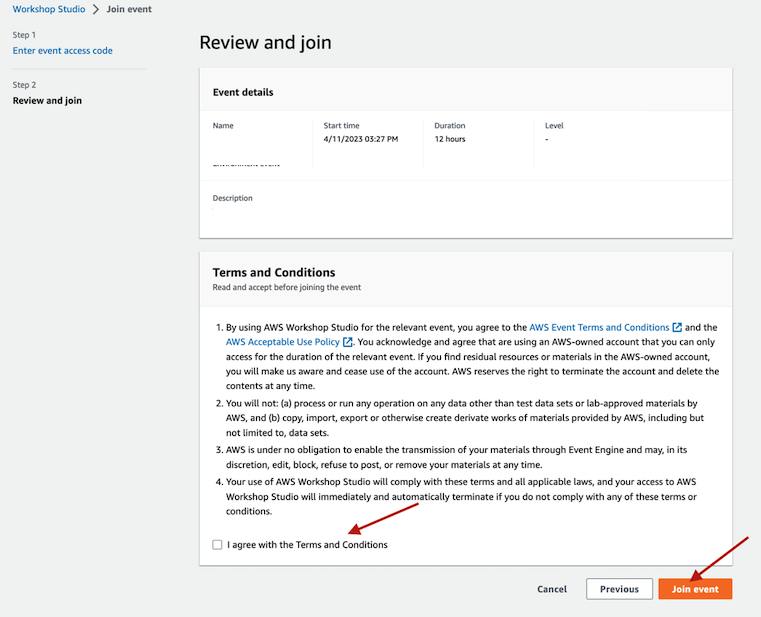 Workshop Studio > Join event
Step 1
Enter event access code
Step 2
Review and join
Review and join
Event details
Name
Start time
4/11/2023 03:27 PM
Duration
12 hours
Level
-
Description
Terms and Conditions
Read and accept before joining the event
1. By using AWS Workshop Studio for the relevant event, you agree to the AWS Event Terms and Conditions and the
AWS Acceptable Use Policy. You acknowledge and agree that are using an AWS-owned account that you can only
access for the duration of the relevant event. If you find residual resources or materials in the AWS-owned account,
you will make us aware and cease use of the account. AWS reserves the right to terminate the account and delete the
contents at any time.
2. You will not: (a) process or run any operation on any data other than test data sets or lab-approved materials by
AWS, and (b) copy, import, export or otherwise create derivate works of materials provided by AWS, including but
not limited to, data sets.
3. AWS is under no obligation to enable the transmission of your materials through Event Engine and may, in its
discretion, edit, block, refuse to post, or remove your materials at any time.
4. Your use of AWS Workshop Studio will comply with these terms and all applicable laws, and your access to AWS
Workshop Studio will immediately and automatically terminate if you do not comply with any of these terms or
conditions.
I agree with the Terms and Conditions
Cancel
Previous
Join event